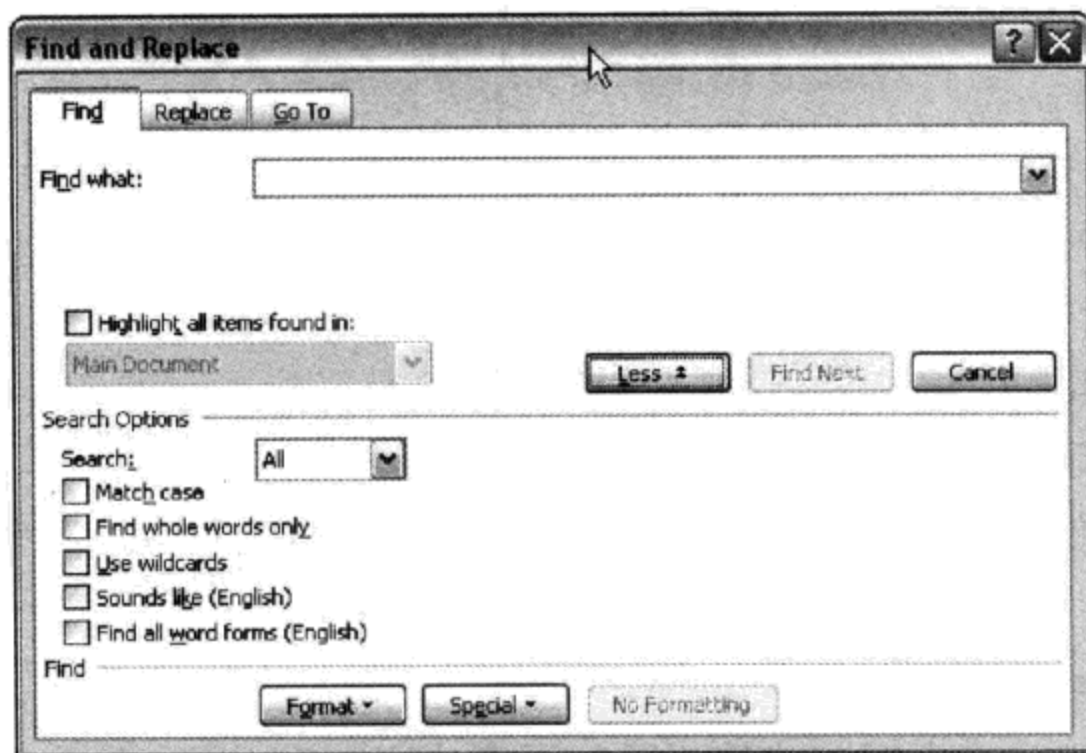 Find and Replace ?
Find Replace Go To
Find what:
Highlight all items found in:
Main Document Less Find Next Cancel
Search Options
Search: All
Match case
Find whole words only
Use wildcards
Sounds like (English)
Find all word forms (English)
Find
Format Special No Formatting